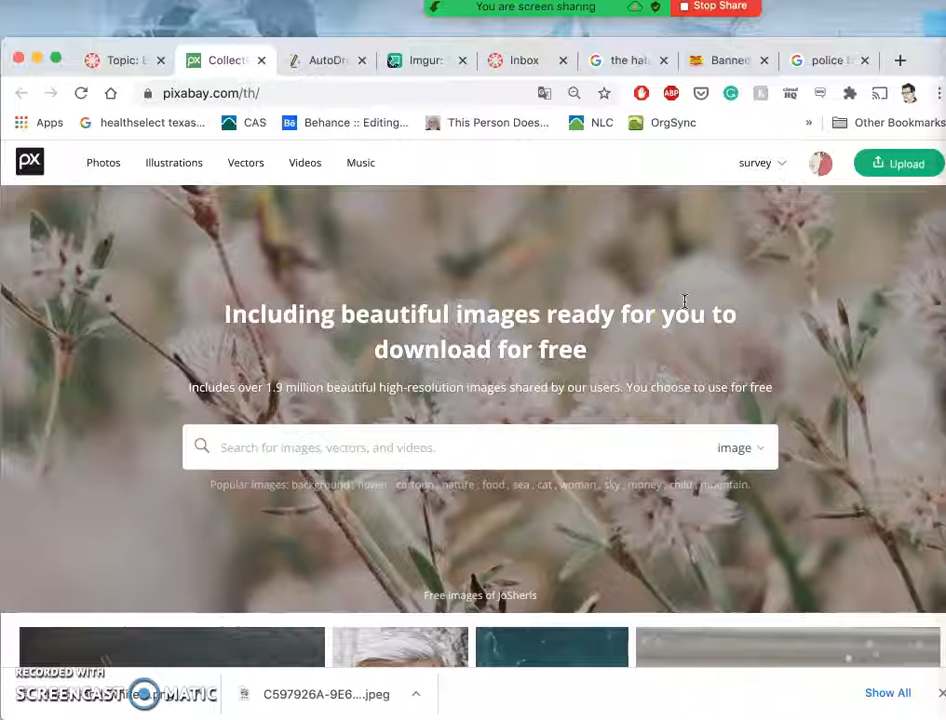 You are screen sharing Stop Share
Topic: Collect AutoDr Imgur: Inbox the hat Banned police b
pixabay.com/th/
ABP
Apps healthselect texas... CAS Behance :: Editing... This Person Does... NLC OrgSync » Other Bookmarks
px Photos Illustrations Vectors Videos Music survey Upload
Including beautiful images ready for you to
download for free
Includes over 1.9 million beautiful high-resolution images shared by our users. You choose to use for free
Search for images, vectors, and videos. image
Popular images: background, flower , cartoon , nature , food , sea , cat , woman , sky , money , child , mountain.
Free images of JoSherls
RECORDED WITH
SCREENCAST MATIC
C597926A-9E6....jpeg Show All